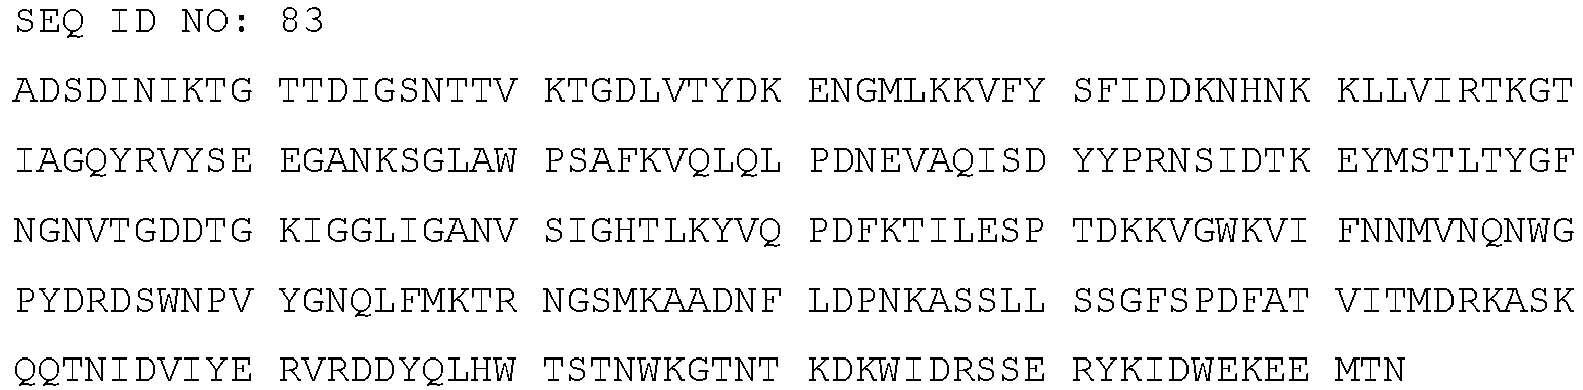 SEQ ID NO: 83
ADSDINIKTG TTDIGSNTTV KTGDLVTYDK ENGMLKKVFY SFIDDKNHNK KLLVIRTKGT
IAGQYRVYSE EGANKSGLAW PSAFKVQLQL PDNEVAQISD YYPRNSIDTK EYMSTLTYGF
NGNVTGDDTG KIGGLIGANV SIGHTLKYVQ PDFKTILESP TDKKVGWKVI FNNMVNQNWG
PYDRDSWNPV YGNQLFMKTR NGSMKAADNF LDPNKASSLL SSGFSPDFAT VITMDRKASK
QQTNIDVIYE RVRDDYQLHW TSTNWKGTNT KDKWIDRSSE RYKIDWEKEE MTN